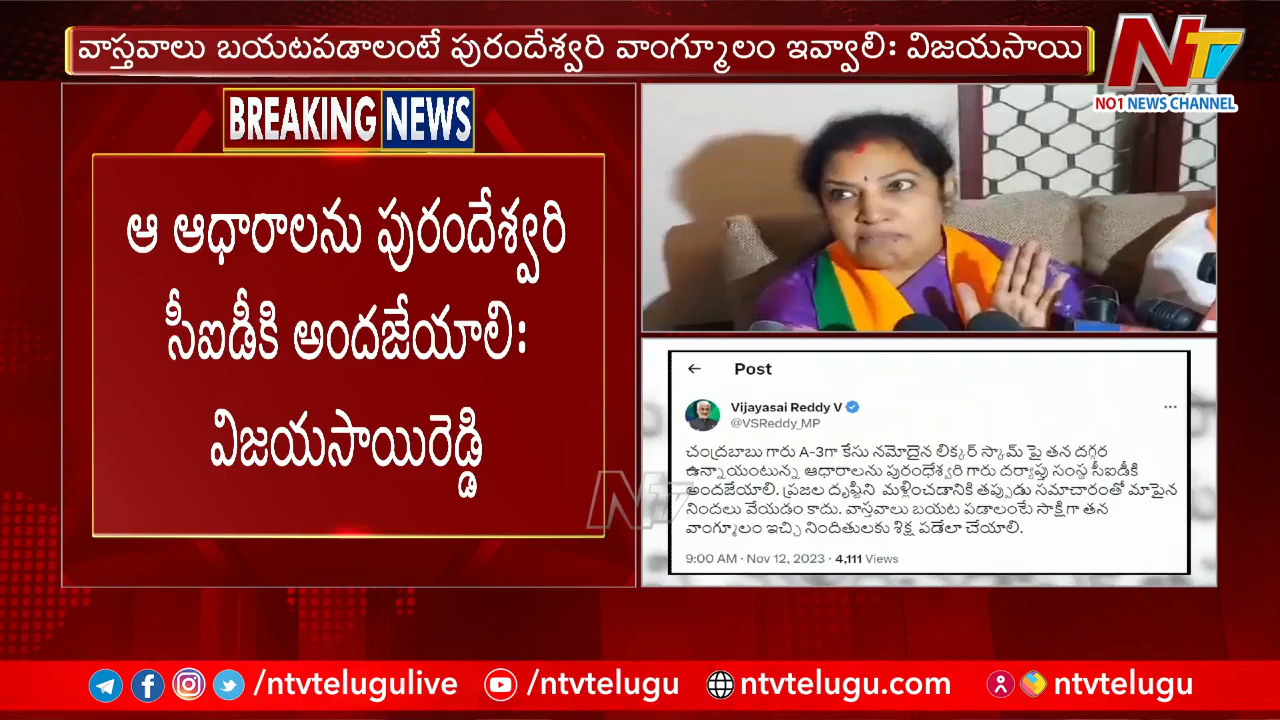 వాస్తవాలు బయటపడాలంటే పురందేశ్వరి వాంగ్మూలం ఇవ్వాలి: విజయసాయి
NTV
NO1 NEWS CHANNEL
BREAKING NEWS
ఆ ఆధారాలను పురందేశ్వరి
సీఐడీకి అందజేయాలి:
విజయసాయిరెడ్డి
← Post
Vijayasai Reddy V
@VSReddy_MP
చంద్రబాబు గారు A-3గా కేసు నమోదైన లిక్కర్ స్కామ్ పై తన దగ్గర
ఉన్నాయంటున్న ఆధారాలను పురంధేశ్వరి గారు దర్యాప్తు సంస్థ సీఐడీకి
అందజేయాలి. ప్రజల దృష్టిని మళ్లించడానికి తప్పుడు సమాచారంతో మాపైన
నిందలు వేయడం కాదు. వాస్తవాలు బయట పడాలంటే సాక్షిగా తన
వాంగ్మూలం ఇచ్చి నిందితులకు శిక్ష పడేలా చేయాలి.
9:00 AM · Nov 12, 2023 · 4,111 Views
NTV
/ntvtelugulive /ntvtelugu ntvtelugu.com ntvtelugu